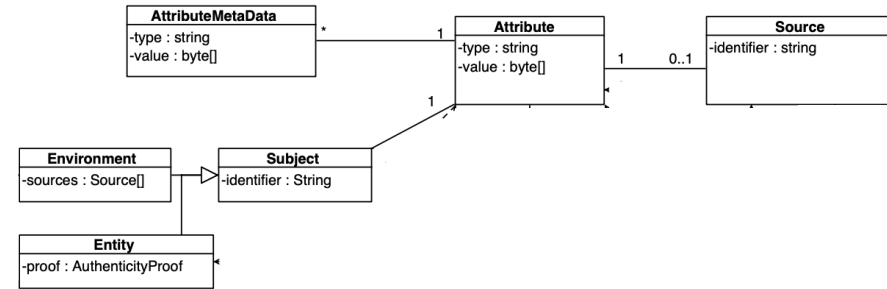 AttributeMetaData
-type : string
-value : byte[]
*
1
Attribute
-type : string
-value : byte[]
1
0..1
Source
-identifier : string
1
Environment
-sources : Source[]
Subject
-identifier : String
Entity
-proof : AuthenticityProof